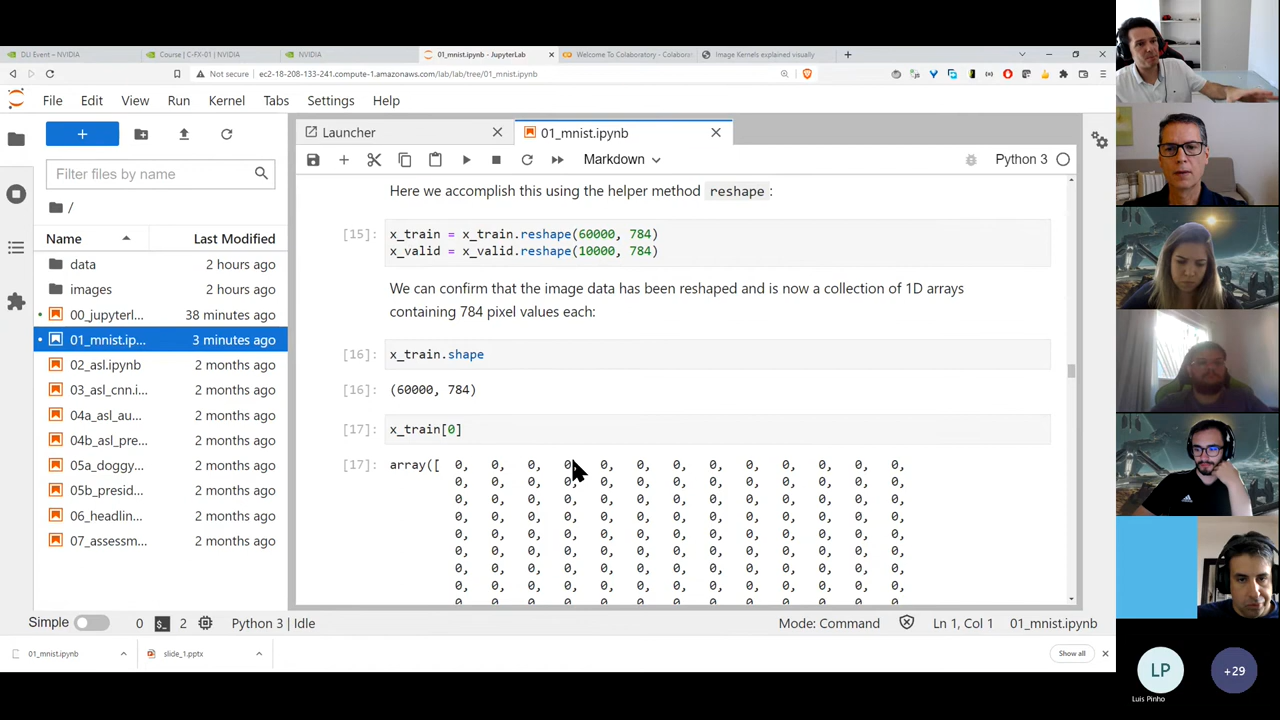 DLI Event – NVIDIA
Course | C-FX-01 | NVIDIA
NVIDIA
01_mnist.ipynb - JupyterLab
Welcome To Colaboratory - Colabora
Image Kernels explained visually
Not secure
ec2-18-208-133-241.compute-1.amazonaws.com/lab/lab/tree/01_mnist.ipynb
File Edit View Run Kernel Tabs Settings Help
Filter files by name
/
Name Last Modified
data 2 hours ago
images 2 hours ago
00_jupyterl... 38 minutes ago
01_mnist.ip... 3 minutes ago
02_asl.ipynb 2 months ago
03_asl_cnn.i... 2 months ago
04a_asl_au... 2 months ago
04b_asl_pre... 2 months ago
05a_doggy... 2 months ago
05b_presid... 2 months ago
06_headlin... 2 months ago
07_assessm... 2 months ago
Launcher
01_mnist.ipynb
Markdown
Python 3
Here we accomplish this using the helper method reshape :
[15]: x_train = x_train.reshape(60000, 784)
x_valid = x_valid.reshape(10000, 784)
We can confirm that the image data has been reshaped and is now a collection of 1D arrays
containing 784 pixel values each:
[16]: x_train.shape
[16]: (60000, 784)
[17]: x_train[0]
[17]: array([ 0, 0, 0, 0, 0, 0, 0, 0, 0, 0, 0, 0, 0,
0, 0, 0, 0, 0, 0, 0, 0, 0, 0, 0, 0, 0,
0, 0, 0, 0, 0, 0, 0, 0, 0, 0, 0, 0, 0,
0, 0, 0, 0, 0, 0, 0, 0, 0, 0, 0, 0, 0,
0, 0, 0, 0, 0, 0, 0, 0, 0, 0, 0, 0, 0,
0, 0, 0, 0, 0, 0, 0, 0, 0, 0, 0, 0, 0,
0, 0, 0, 0, 0, 0, 0, 0, 0, 0, 0, 0, 0,
0, 0, 0, 0, 0, 0, 0, 0, 0, 0, 0, 0, 0,
Simple 0 2 Python 3 | Idle
Mode: Command Ln 1, Col 1 01_mnist.ipynb
01_mnist.ipynb
slide_1.pptx
Show all
LP
Luis Pinho
+29